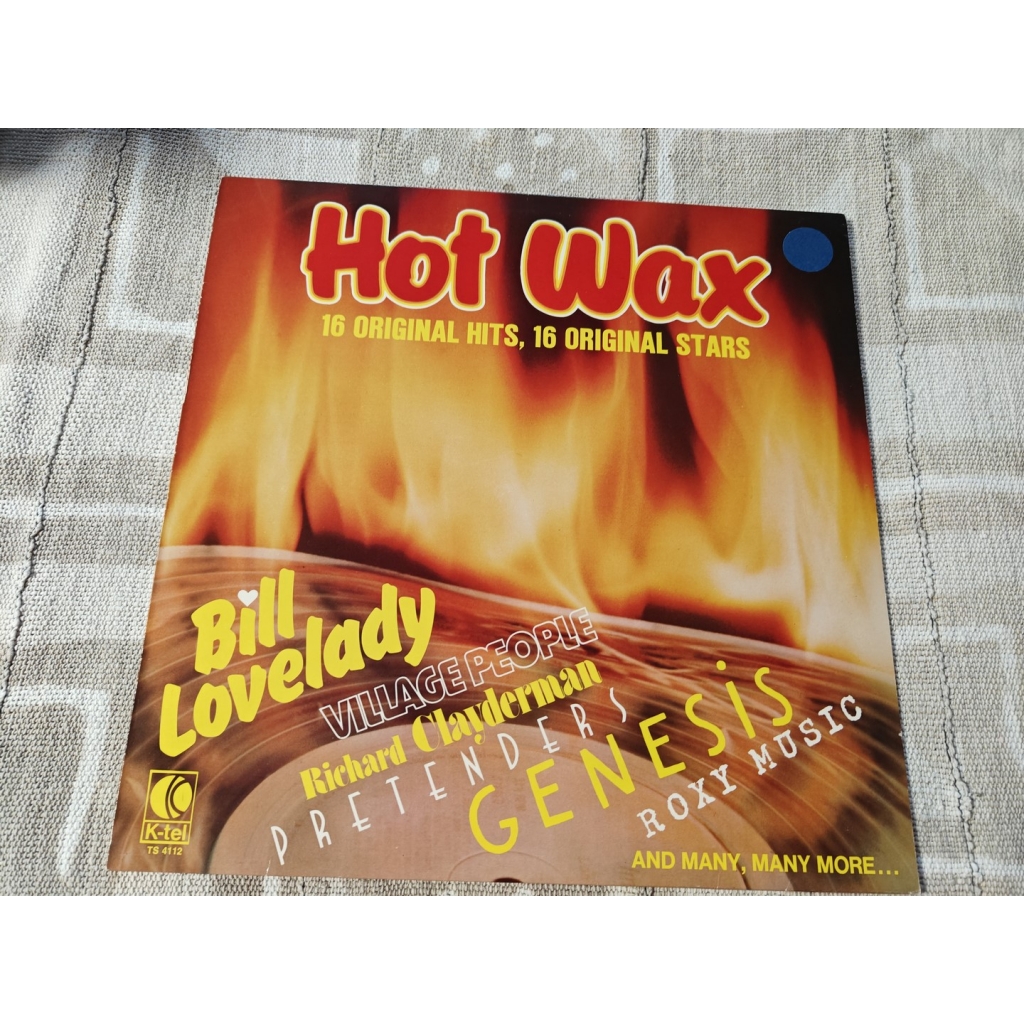 Hot Wax
16 ORIGINAL HITS, 16 ORIGINAL STARS
Bill
Lovelady
VILLAGE PEOPLE
Richard Clayderman
PRETENDERS
GENESiS
ROXY MUSIC
K-tel
TS 4112
AND MANY, MANY MORE...